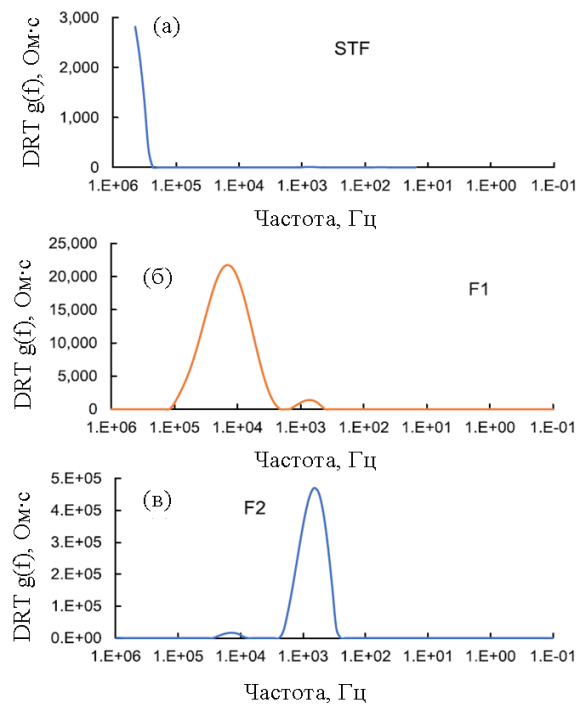 (а)
STF
DRT g(f), Ом·с
3,000
2,000
1,000
0
1.E+06 1.E+05 1.E+04 1.E+03 1.E+02 1.E+01 1.E+00 1.E-01
Частота, Гц
(б)
F1
DRT g(f), Ом·с
25,000
20,000
15,000
10,000
5,000
0
1.E+06 1.E+05 1.E+04 1.E+03 1.E+02 1.E+01 1.E+00 1.E-01
Частота, Гц
(в)
F2
DRT g(f), Ом·с
5.E+05
4.E+05
3.E+05
2.E+05
1.E+05
0.E+00
1.E+06 1.E+05 1.E+04 1.E+03 1.E+02 1.E+01 1.E+00 1.E-01
Частота, Гц